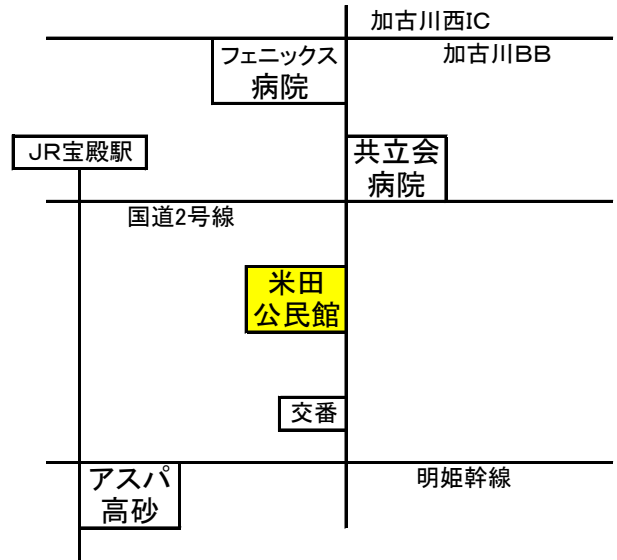 加古川西IC
加古川BB
フェニックス
病院
JR宝殿駅
共立会
病院
国道2号線
米田
公民館
交番
アスパ
高砂
明姫幹線